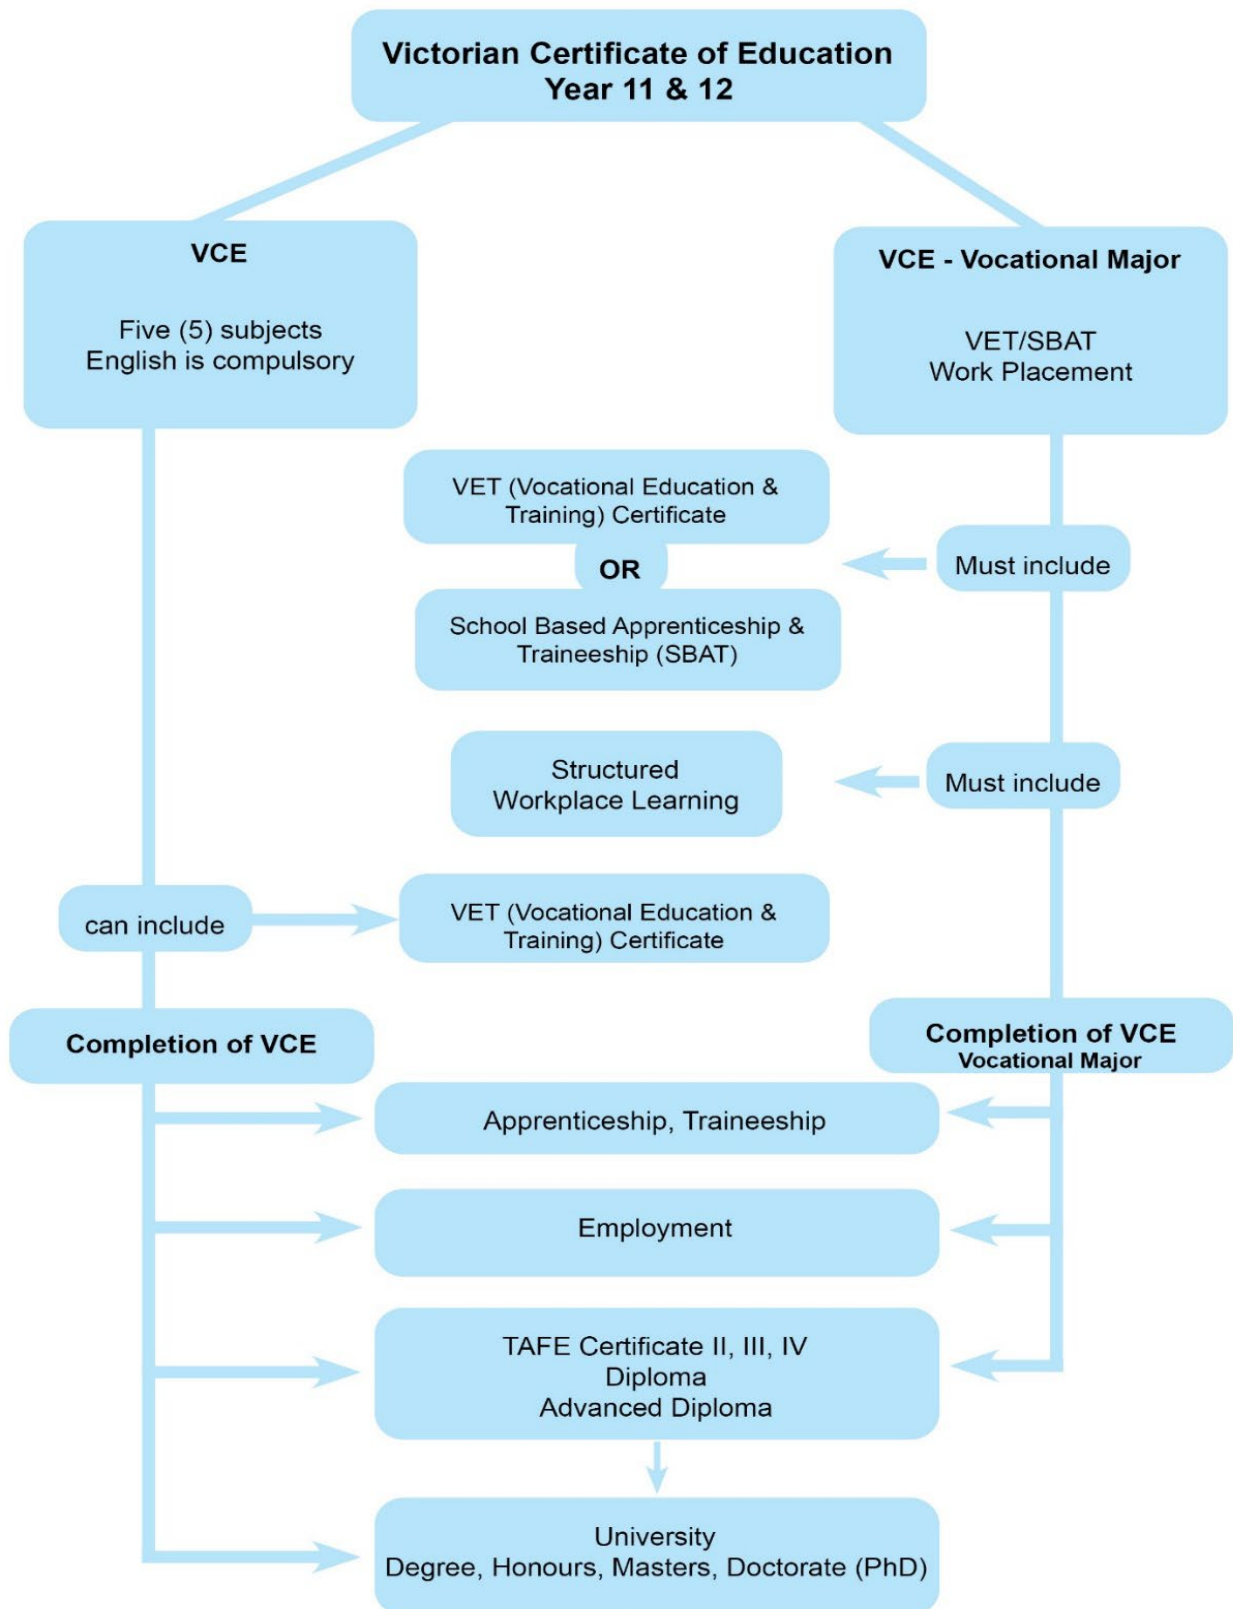 Victorian Certificate of Education
Year 11 & 12
VCE
Five (5) subjects
English is compulsory
VCE - Vocational Major
VET/SBAT
Work Placement
VET (Vocational Education &
Training) Certificate
OR
School Based Apprenticeship &
Traineeship (SBAT)
Must include
Structured
Workplace Learning
Must include
can include
VET (Vocational Education &
Training) Certificate
Completion of VCE
Completion of VCE
Vocational Major
Apprenticeship, Traineeship
Employment
TAFE Certificate II, III, IV
Diploma
Advanced Diploma
University
Degree, Honours, Masters, Doctorate (PhD)